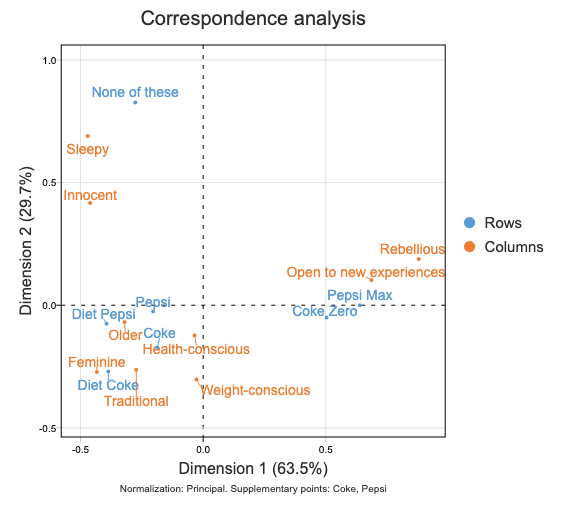 Correspondence analysis
1.0
None of these
Sleepy
0.5
Innocent
Rebellious
Open to new experiences
Pepsi Max
Pepsi
0.0
Diet Pepsi
Coke Zero
Older
Coke
Health-conscious
Feminine
Diet Coke
Weight-conscious
Traditional
-0.5
-0.5
0.0
0.5
Dimension 2 (29.7%)
Dimension 1 (63.5%)
Normalization: Principal. Supplementary points: Coke, Pepsi
Rows
Columns